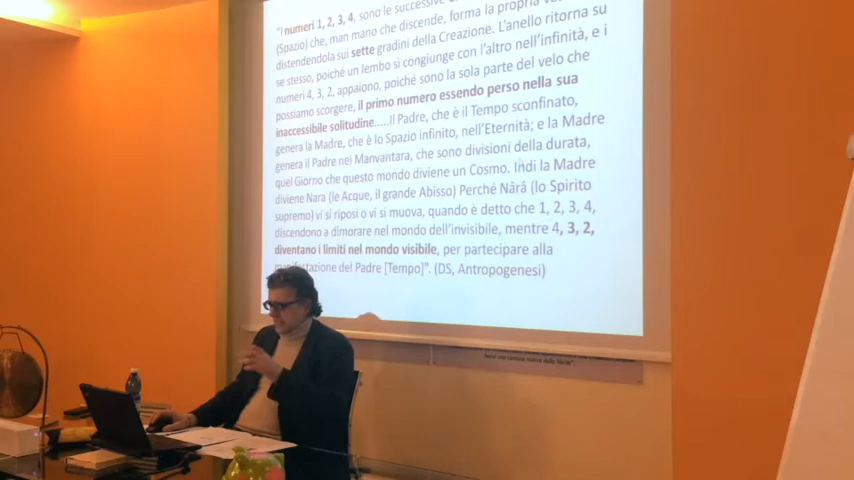 "I numeri 1, 2, 3, 4, sono le successive
(Spazio) che, man mano che discende, forma la propria
distendendola sui sette gradini della Creazione. L'anello ritorna su
se stesso, poiché un lembo si congiunge con l'altro nell'infinità, e i
numeri 4, 3, 2, appaiono, poiché sono la sola parte del velo che
possiamo scorgere, il primo numero essendo perso nella sua
inaccessibile solitudine.....Il Padre, che è il Tempo sconfinato,
genera la Madre, che è lo Spazio infinito, nell'Eternità; e la Madre
genera il Padre nei Manvantara, che sono divisioni della durata,
quel Giorno che questo mondo diviene un Cosmo. Indi la Madre
diviene Nara (le Acque, il grande Abisso) Perché Nârâ (lo Spirito
supremo) vi si riposi o vi si muova, quando è detto che 1, 2, 3, 4,
discendono a dimorare nel mondo dell'invisibile, mentre 4, 3, 2,
diventano i limiti nel mondo visibile, per partecipare alla
manifestazione del Padre [Tempo]". (DS, Antropogenesi)